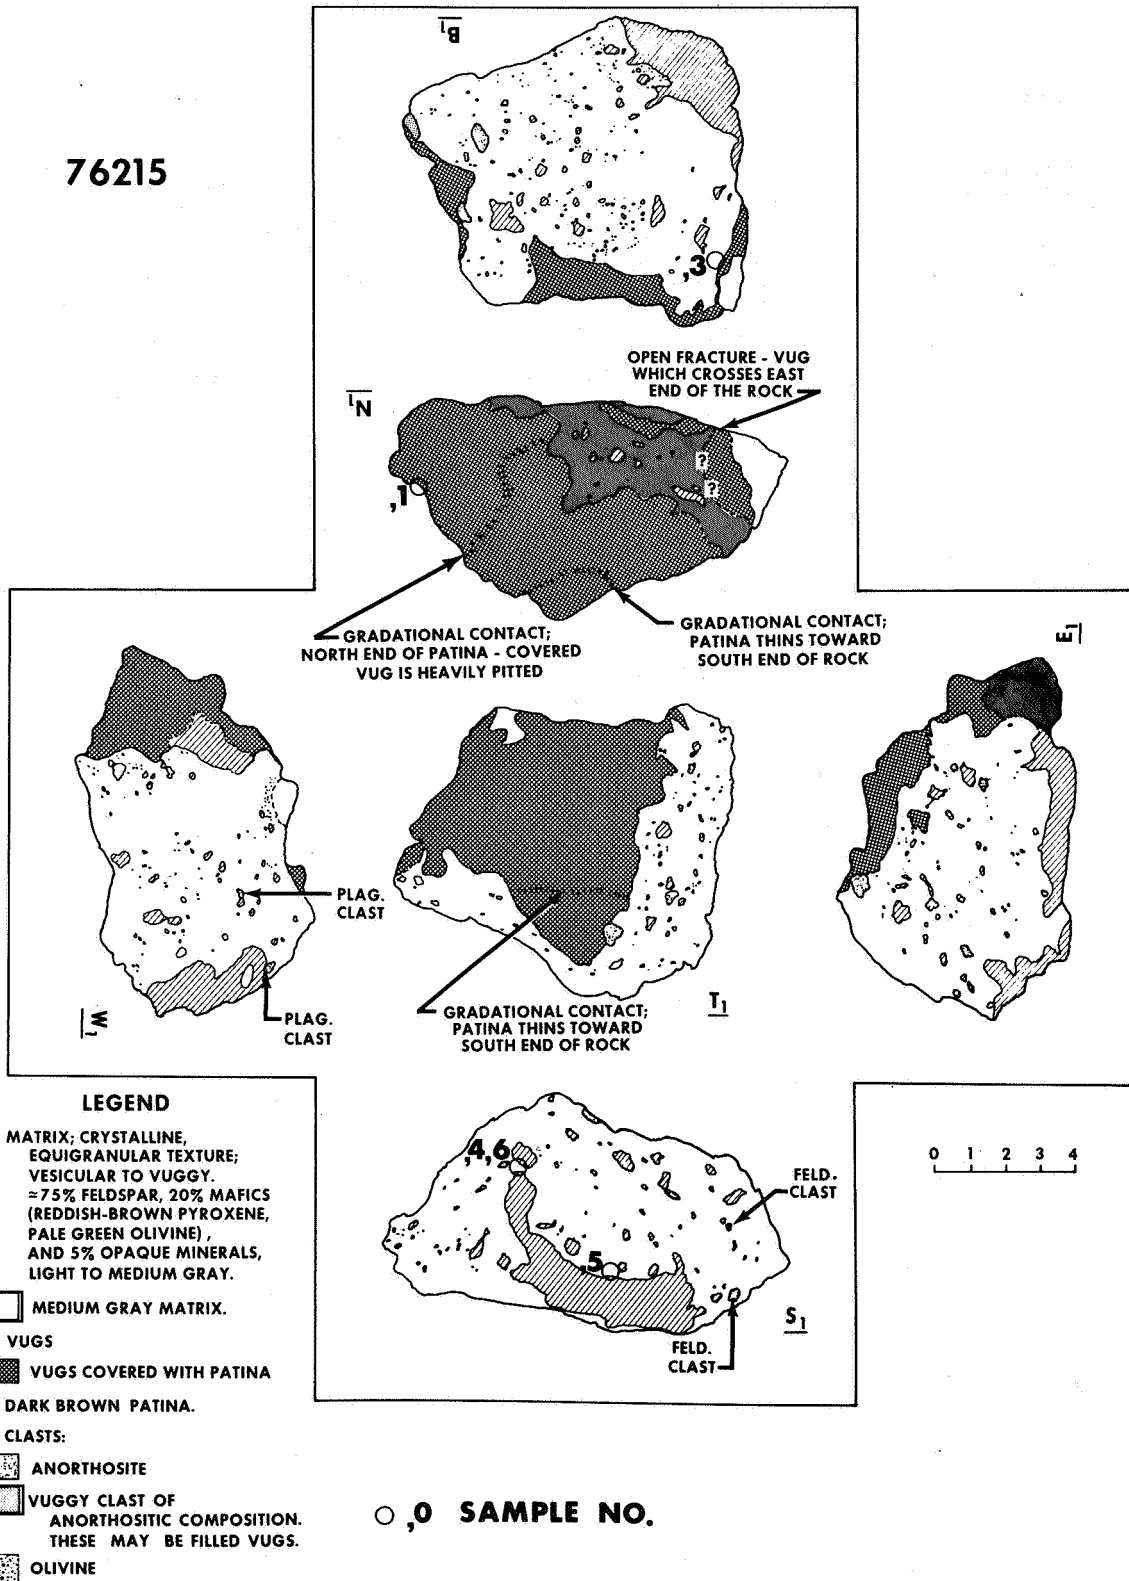 B1
76215
OPEN FRACTURE - VUG
WHICH CROSSES EAST
END OF THE ROCK
,3
N1
?
?
,1
GRADATIONAL CONTACT;
NORTH END OF PATINA - COVERED
VUG IS HEAVILY PITTED
GRADATIONAL CONTACT;
PATINA THINS TOWARD
SOUTH END OF ROCK
E1
PLAG.
CLAST
W1
PLAG.
CLAST
GRADATIONAL CONTACT;
PATINA THINS TOWARD
SOUTH END OF ROCK
T1
LEGEND
MATRIX; CRYSTALLINE,
EQUIGRANULAR TEXTURE;
VESICULAR TO VUGGY.
≈75% FELDSPAR, 20% MAFICS
(REDDISH-BROWN PYROXENE,
PALE GREEN OLIVINE) ,
AND 5% OPAQUE MINERALS,
LIGHT TO MEDIUM GRAY.
MEDIUM GRAY MATRIX.
VUGS
VUGS COVERED WITH PATINA
DARK BROWN PATINA.
CLASTS:
ANORTHOSITE
VUGGY CLAST OF
ANORTHOSITIC COMPOSITION.
THESE MAY BE FILLED VUGS.
OLIVINE
,4,6
,5
FELD.
CLAST
S1
FELD.
CLAST
0 1 2 3 4
,0 SAMPLE NO.